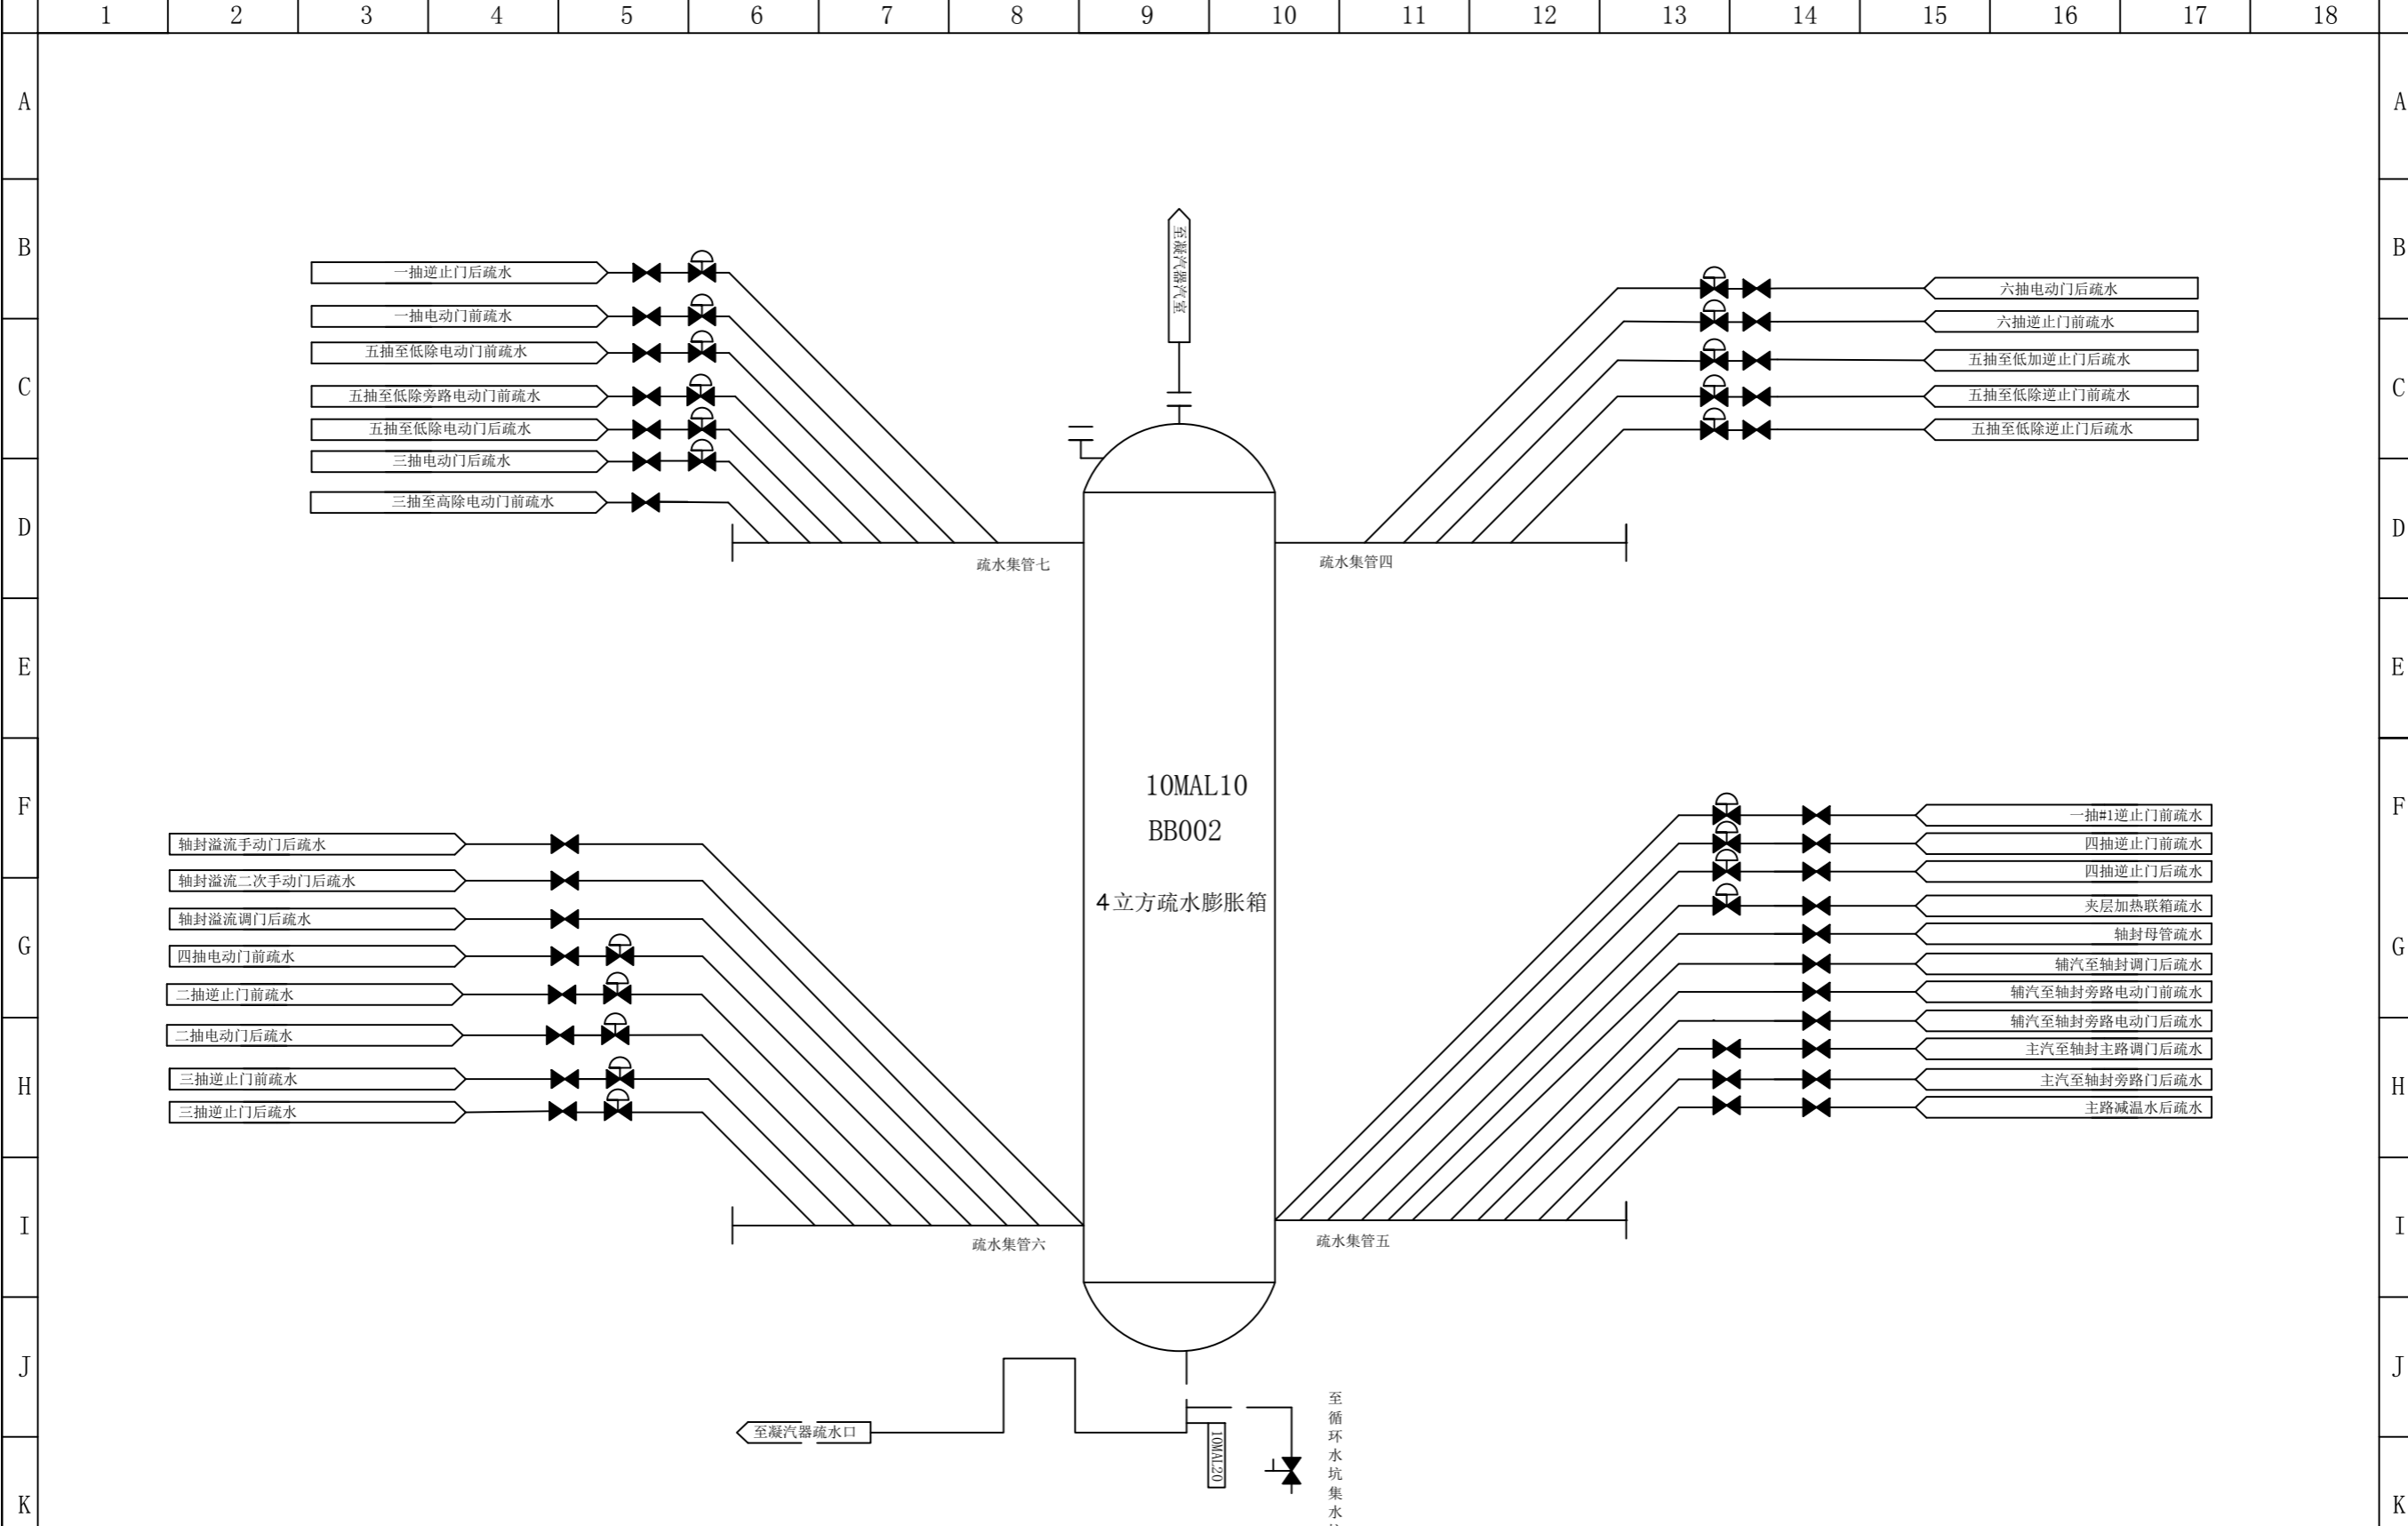 1 2 3 4 5 6 7 8 9 10 11 12 13 14 15 16 17 18
A A
B B
C C
D D
E E
F F
G G
H H
I I
J J
K K
至凝汽器汽室
一抽逆止门后疏水
一抽电动门前疏水
五抽至低除电动门前疏水
五抽至低除旁路电动门前疏水
五抽至低除电动门后疏水
三抽电动门后疏水
三抽至高除电动门前疏水
疏水集管七
六抽电动门后疏水
六抽逆止门前疏水
五抽至低加逆止门后疏水
五抽至低除逆止门前疏水
五抽至低除逆止门后疏水
疏水集管四
10MAL10
BB002
4立方疏水膨胀箱
轴封溢流手动门后疏水
轴封溢流二次手动门后疏水
轴封溢流调门后疏水
四抽电动门前疏水
二抽逆止门前疏水
二抽电动门后疏水
三抽逆止门前疏水
三抽逆止门后疏水
疏水集管六
一抽#1逆止门前疏水
四抽逆止门前疏水
四抽逆止门后疏水
夹层加热联箱疏水
轴封母管疏水
辅汽至轴封调门后疏水
辅汽至轴封旁路电动门前疏水
辅汽至轴封旁路电动门后疏水
主汽至轴封主路调门后疏水
主汽至轴封旁路门后疏水
主路减温水后疏水
疏水集管五
至凝汽器疏水口
10MAL20
至循环水坑集水